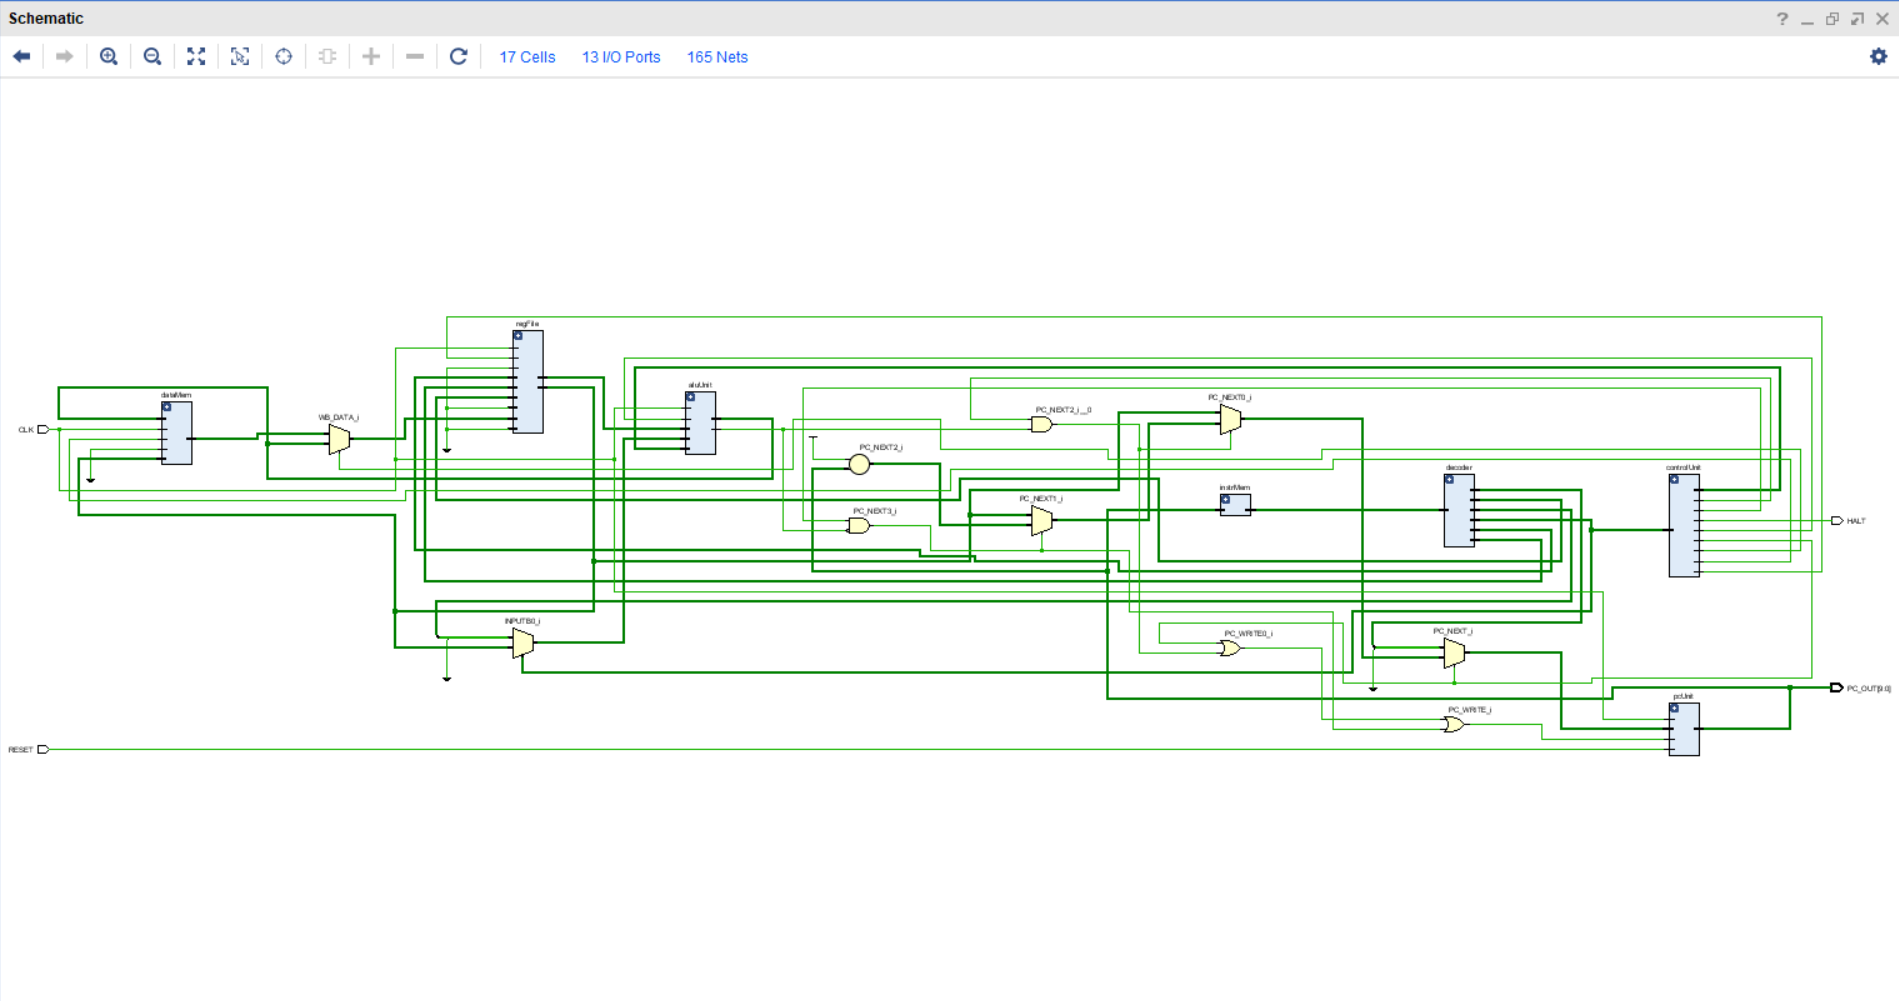 Schematic
17 Cells
13 I/O Ports
165 Nets
regFile
aluUnit
dataMem
WB_DATA_i
CLK
PC_NEXT2_i__0
PC_NEXT0_i
PC_NEXT2_i
decoder
controlUnit
instrMem
PC_NEXT1_i
PC_NEXT3_i
HALT
INPUTB0_i
PC_WRITE0_i
PC_NEXT_i
PC_OUT[9:0]
pcUnit
PC_WRITE_i
RESET